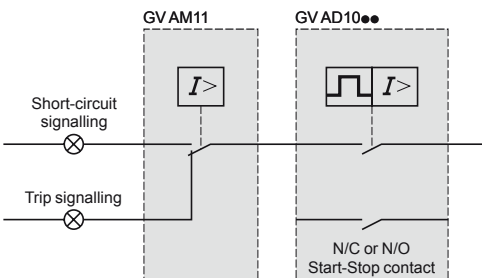 GV AM11
GV AD10●●
I>
I>
Short-circuit
signalling
Trip signalling
N/C or N/O
Start-Stop contact